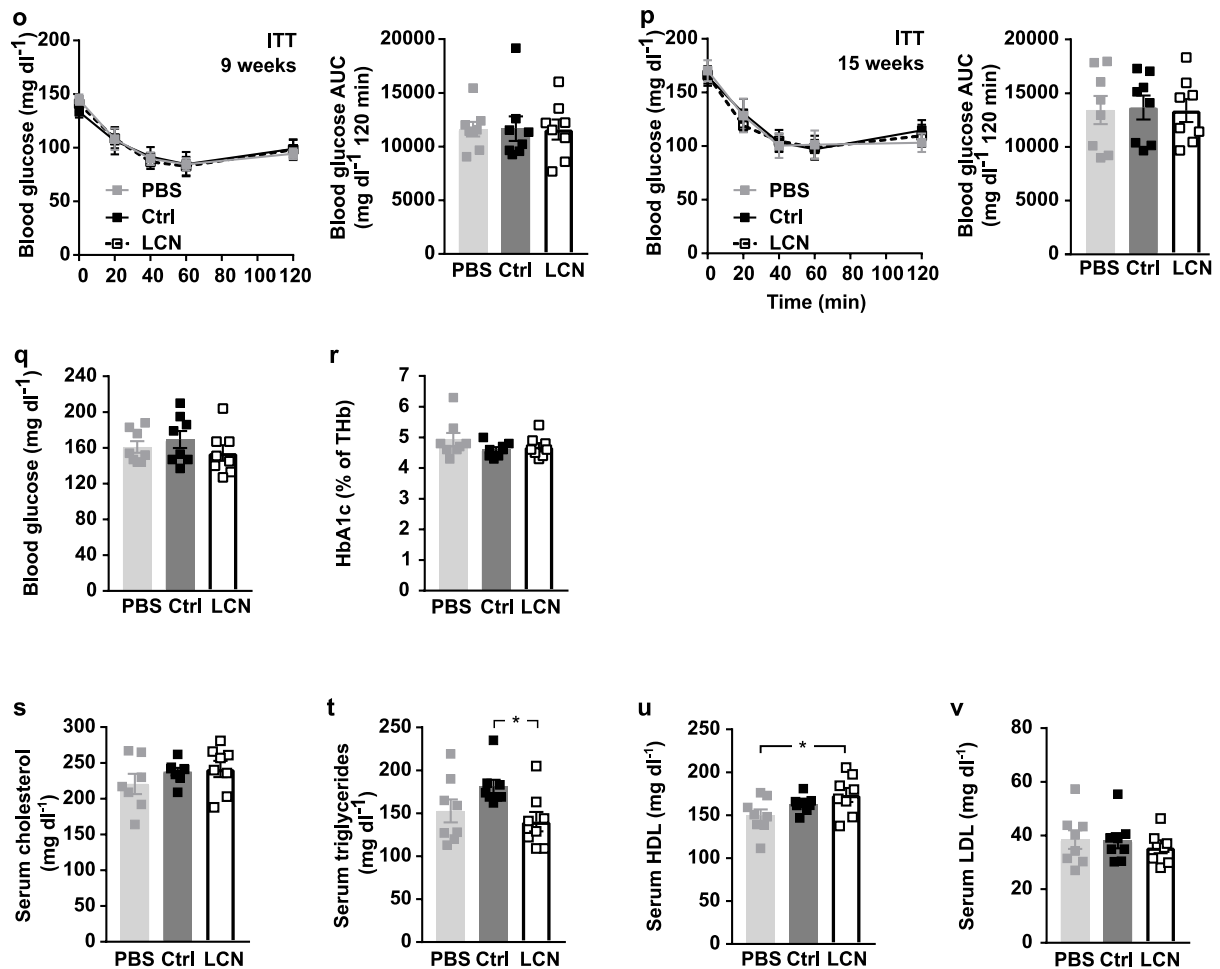 o
ITT
9 weeks
Blood glucose (mg dl-1)
200
150
100
50
0
PBS
Ctrl
LCN
0 20 40 60 80 100 120
Blood glucose AUC
(mg dl-1 120 min)
20000
15000
10000
5000
0
PBS Ctrl LCN
p
ITT
15 weeks
Blood glucose (mg dl-1)
200
150
100
50
0
PBS
Ctrl
LCN
0 20 40 60 80 100 120
Time (min)
Blood glucose AUC
(mg dl-1 120 min)
20000
15000
10000
5000
0
PBS Ctrl LCN
q
Blood glucose (mg dl-1)
240
200
160
120
80
40
0
PBS Ctrl LCN
r
HbA1c (% of THb)
7
6
5
4
3
2
1
0
PBS Ctrl LCN
s
Serum cholesterol
(mg dl-1)
300
250
200
150
100
50
0
PBS Ctrl LCN
t
Serum triglycerides
(mg dl-1)
250
200
150
100
50
0
*
PBS Ctrl LCN
u
Serum HDL (mg dl-1)
250
200
150
100
50
0
*
PBS Ctrl LCN
v
Serum LDL (mg dl-1)
80
60
40
20
0
PBS Ctrl LCN